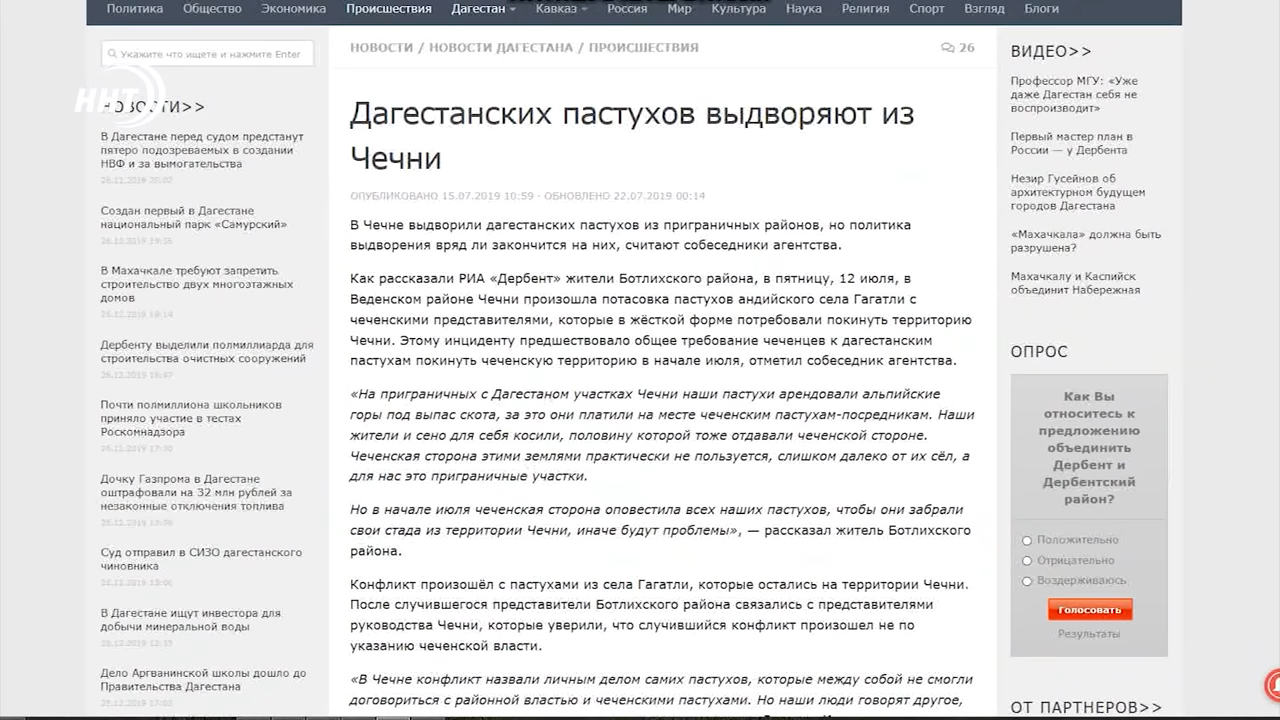 Политика Общество Экономика Происшествия Дагестан Кавказ Россия Мир Культура Наука Религия Спорт Взгляд Блоги
Укажите что ищете и нажмите Enter
ННТ
НОВОСТИ>>
В Дагестане перед судом предстанут
пятеро подозреваемых в создании
НВФ и за вымогательства
Создан первый в Дагестане
национальный парк «Самурский»
В Махачкале требуют запретить
строительство двух многоэтажных
домов
Дербенту выделили полмиллиарда для
строительства очистных сооружений
Почти полмиллиона школьников
приняло участие в тестах
Роскомнадзора
Дочку Газпрома в Дагестане
оштрафовали на 32 млн рублей за
незаконные отключения топлива
Суд отправил в СИЗО дагестанского
чиновника
В Дагестане ищут инвестора для
добычи минеральной воды
Дело Аргванинской школы дошло до
Правительства Дагестана
НОВОСТИ / НОВОСТИ ДАГЕСТАНА / ПРОИСШЕСТВИЯ 26
Дагестанских пастухов выдворяют из
Чечни
ОПУБЛИКОВАНО 15.07.2019 10:59 - ОБНОВЛЕНО 22.07.2019 00:14
В Чечне выдворили дагестанских пастухов из приграничных районов, но политика
выдворения вряд ли закончится на них, считают собеседники агентства.
Как рассказали РИА «Дербент» жители Ботлихского района, в пятницу, 12 июля, в
Веденском районе Чечни произошла потасовка пастухов андийского села Гагатли с
чеченскими представителями, которые в жёсткой форме потребовали покинуть территорию
Чечни. Этому инциденту предшествовало общее требование чеченцев к дагестанским
пастухам покинуть чеченскую территорию в начале июля, отметил собеседник агентства.
«На приграничных с Дагестаном участках Чечни наши пастухи арендовали альпийские
горы под выпас скота, за это они платили на месте чеченским пастухам-посредникам. Наши
жители и сено для себя косили, половину которой тоже отдавали чеченской стороне.
Чеченская сторона этими землями практически не пользуется, слишком далеко от их сёл, а
для нас это приграничные участки.
Но в начале июля чеченская сторона оповестила всех наших пастухов, чтобы они забрали
свои стада из территории Чечни, иначе будут проблемы», — рассказал житель Ботлихского
района.
Конфликт произошёл с пастухами из села Гагатли, которые остались на территории Чечни.
После случившегося представители Ботлихского района связались с представителями
руководства Чечни, которые уверили, что случившийся конфликт произошел не по
указанию чеченской власти.
«В Чечне конфликт назвали личным делом самих пастухов, которые между собой не смогли
договориться с районной властью и чеченскими пастухами. Но наши люди говорят другое,
ВИДЕО>>
Профессор МГУ: «Уже
даже Дагестан себя не
воспроизводит»
Первый мастер план в
России — у Дербента
Незир Гусейнов об
архитектурном будущем
городов Дагестана
«Махачкала» должна быть
разрушена?
Махачкалу и Каспийск
объединит Набережная
ОПРОС
Как Вы
относитесь к
предложению
объединить
Дербент и
Дербентский
район?
Положительно
Отрицательно
Воздерживаюсь
Голосовать
Результаты
ОТ ПАРТНЕРОВ>>